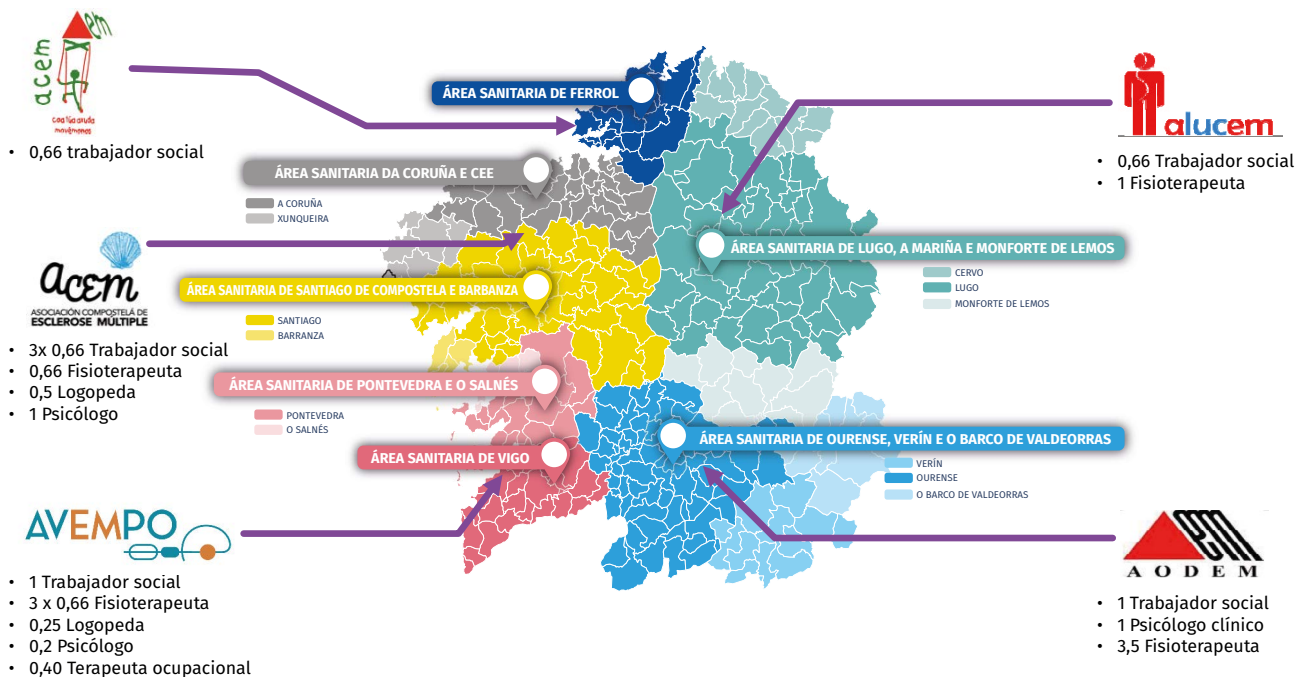 acem
coa túa axuda
movémonos
• 0,66 trabajador social
ÁREA SANITARIA DE FERROL
ÁREA SANITARIA DA CORUÑA E CEE
A CORUÑA
XUNQUEIRA
alucem
• 0,66 Trabajador social
• 1 Fisioterapeuta
acem
ASOCIACIÓN COMPOSTELÁ DE
ESCLEROSE MÚLTIPLE
• 3x 0,66 Trabajador social
• 0,66 Fisioterapeuta
• 0,5 Logopeda
• 1 Psicólogo
ÁREA SANITARIA DE SANTIAGO DE COMPOSTELA E BARBANZA
SANTIAGO
BARRANZA
ÁREA SANITARIA DE LUGO, A MARIÑA E MONFORTE DE LEMOS
CERVO
LUGO
MONFORTE DE LEMOS
ÁREA SANITARIA DE PONTEVEDRA E O SALNÉS
PONTEVEDRA
O SALNÉS
ÁREA SANITARIA DE VIGO
ÁREA SANITARIA DE OURENSE, VERÍN E O BARCO DE VALDEORRAS
VERÍN
OURENSE
O BARCO DE VALDEORRAS
AVEMPO
• 1 Trabajador social
• 3 x 0,66 Fisioterapeuta
• 0,25 Logopeda
• 0,2 Psicólogo
• 0,40 Terapeuta ocupacional
AODEM
• 1 Trabajador social
• 1 Psicólogo clínico
• 3,5 Fisioterapeuta